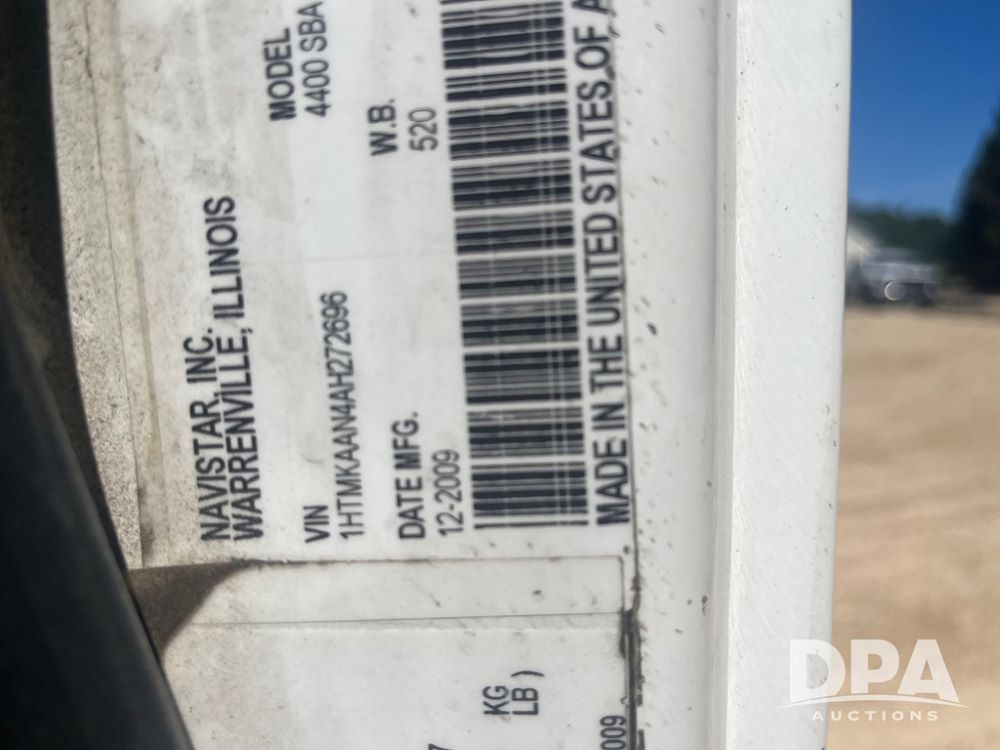 NAVISTAR, INC.
WARRENVILLE, ILLINOIS
MODEL
4400 SBA
VIN
1HTMKAAN4AH272696
W.B.
520
DATE MFG.
12-2009
MADE IN THE UNITED STATES OF A
KG
LB )
009
DPA
AUCTIONS